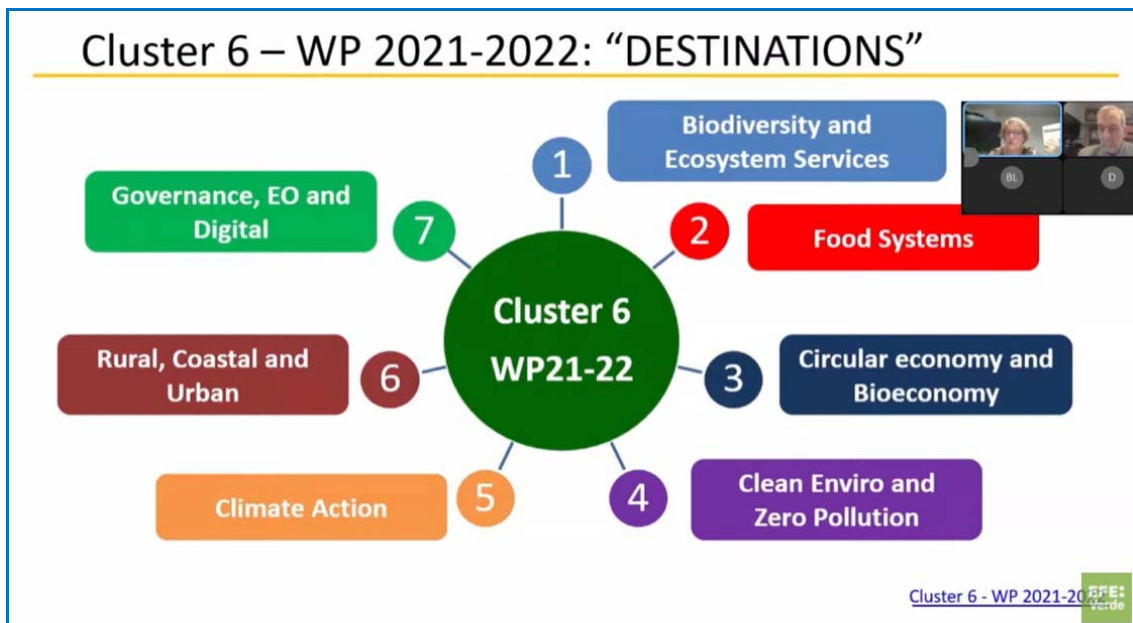 Cluster 6 – WP 2021-2022: “DESTINATIONS”
1
Biodiversity and
Ecosystem Services
2
Food Systems
3
Circular economy and
Bioeconomy
4
Clean Enviro and
Zero Pollution
5
Climate Action
6
Rural, Coastal and
Urban
7
Governance, EO and
Digital
Cluster 6
WP21-22
BL
D
Cluster 6 - WP 2021-2022
EFE:
Verde